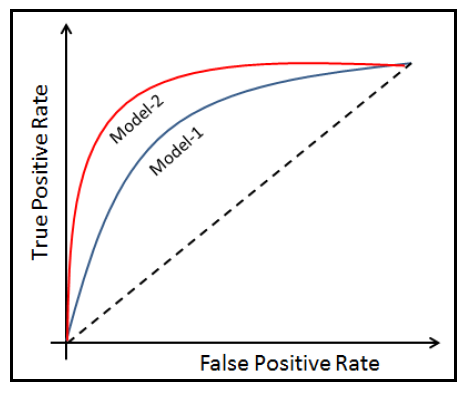 True Positive Rate
Model-2
Model-1
False Positive Rate